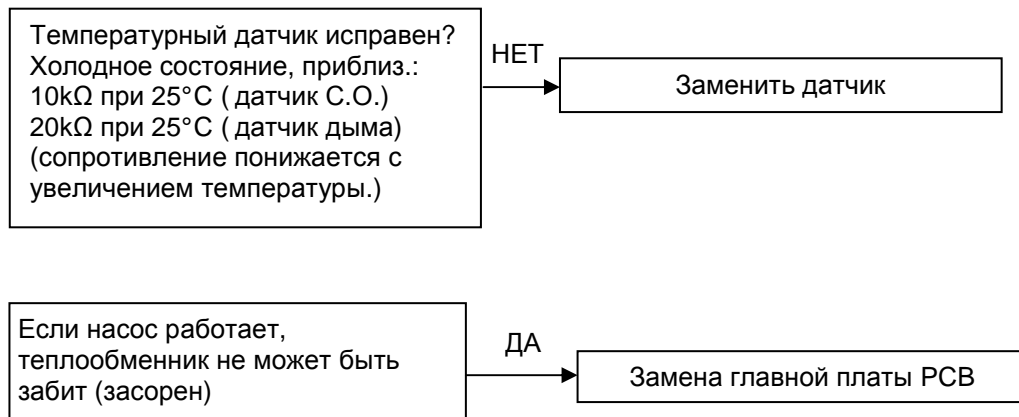 Температурный датчик исправен?
Холодное состояние, приблиз.:
10kΩ при 25°С ( датчик С.О.)
20kΩ при 25°С ( датчик дыма)
(сопротивление понижается с
увеличением температуры.)
НЕТ
Заменить датчик
Если насос работает,
теплообменник не может быть
забит (засорен)
ДА
Замена главной платы РСВ